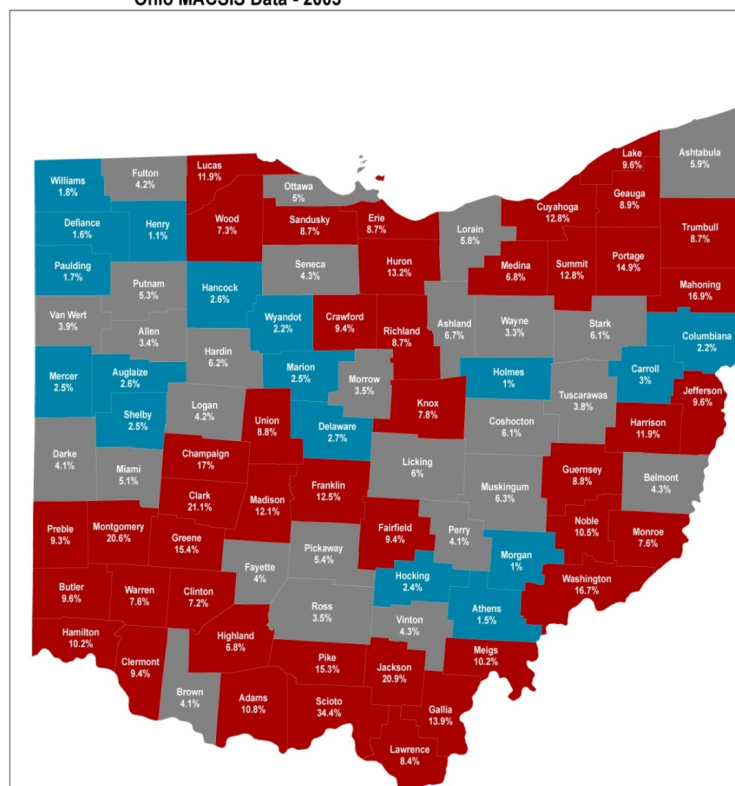 Ohio MACSIS Data - 2005
Lake
9.6%
Ashtabula
5.9%
Lucas
11.9%
Fulton
4.2%
Williams
1.8%
Ottawa
5%
Geauga
8.9%
Cuyahoga
12.8%
Defiance
1.6%
Henry
1.1%
Wood
7.3%
Sandusky
8.7%
Erie
8.7%
Lorain
5.8%
Trumbull
8.7%
Paulding
1.7%
Seneca
4.3%
Huron
13.2%
Medina
6.8%
Summit
12.8%
Portage
14.9%
Putnam
5.3%
Hancock
2.6%
Mahoning
16.9%
Van Wert
3.9%
Allen
3.4%
Wyandot
2.2%
Crawford
9.4%
Richland
8.7%
Ashland
6.7%
Wayne
3.3%
Stark
6.1%
Columbiana
2.2%
Hardin
6.2%
Mercer
2.5%
Auglaize
2.6%
Marion
2.5%
Morrow
3.5%
Holmes
1%
Carroll
3%
Jefferson
9.6%
Tuscarawas
3.8%
Shelby
2.5%
Logan
4.2%
Union
8.8%
Knox
7.8%
Coshocton
6.1%
Harrison
11.9%
Delaware
2.7%
Darke
4.1%
Miami
5.1%
Champaign
17%
Licking
6%
Guernsey
8.8%
Belmont
4.3%
Clark
21.1%
Madison
12.1%
Franklin
12.5%
Muskingum
6.3%
Preble
9.3%
Montgomery
20.6%
Greene
15.4%
Fairfield
9.4%
Perry
4.1%
Noble
10.5%
Monroe
7.6%
Pickaway
5.4%
Morgan
1%
Fayette
4%
Hocking
2.4%
Washington
16.7%
Butler
9.6%
Warren
7.6%
Clinton
7.2%
Ross
3.5%
Athens
1.5%
Vinton
4.3%
Hamilton
10.2%
Highland
6.8%
Clermont
9.4%
Pike
15.3%
Jackson
20.9%
Meigs
10.2%
Brown
4.1%
Adams
10.8%
Scioto
34.4%
Gallia
13.9%
Lawrence
8.4%